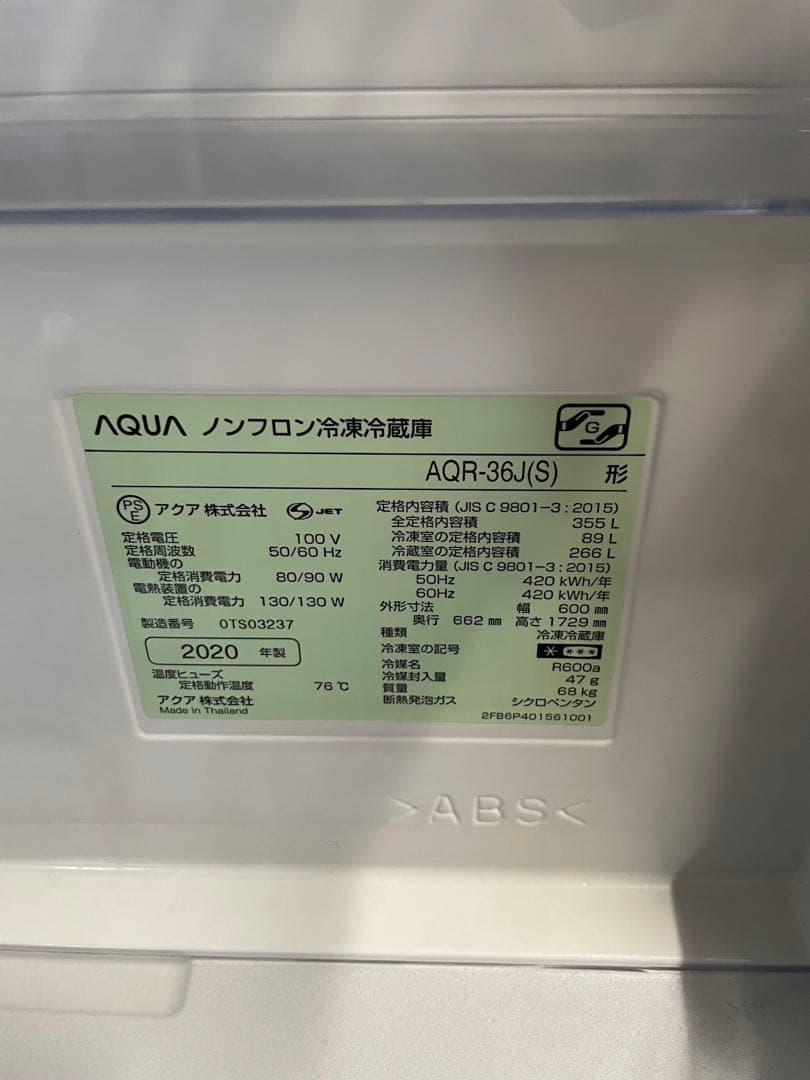 AQUA ノンフロン冷凍冷蔵庫
G
AQR-36J(S) 形
PS E アクア 株式会社 S JET
定格電圧 100 V
定格周波数 50/60 Hz
電動機の
定格消費電力 80/90 W
電熱装置の
定格消費電力 130/130 W
製造番号 0TS03237
2020 年製
温度ヒューズ
定格動作温度 76 ℃
アクア 株式会社
Made in Thailand
定格内容積 (JIS C 9801-3 : 2015)
全定格内容積 355 L
冷凍室の定格内容積 89 L
冷蔵室の定格内容積 266 L
消費電力量 (JIS C 9801-3 : 2015)
50Hz 420 kWh/年
60Hz 420 kWh/年
外形寸法 幅 600 ㎜
奥行 662 ㎜ 高さ 1729 ㎜
種類 冷凍冷蔵庫
冷凍室の記号
冷媒名 R600a
冷媒封入量 47 g
質量 68 kg
断熱発泡ガス シクロペンタン
2FB6P401561001
>ABS<